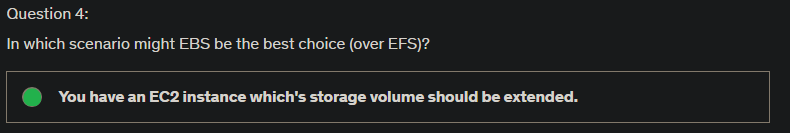 Question 4:
In which scenario might EBS be the best choice (over EFS)?
You have an EC2 instance which's storage volume should be extended.